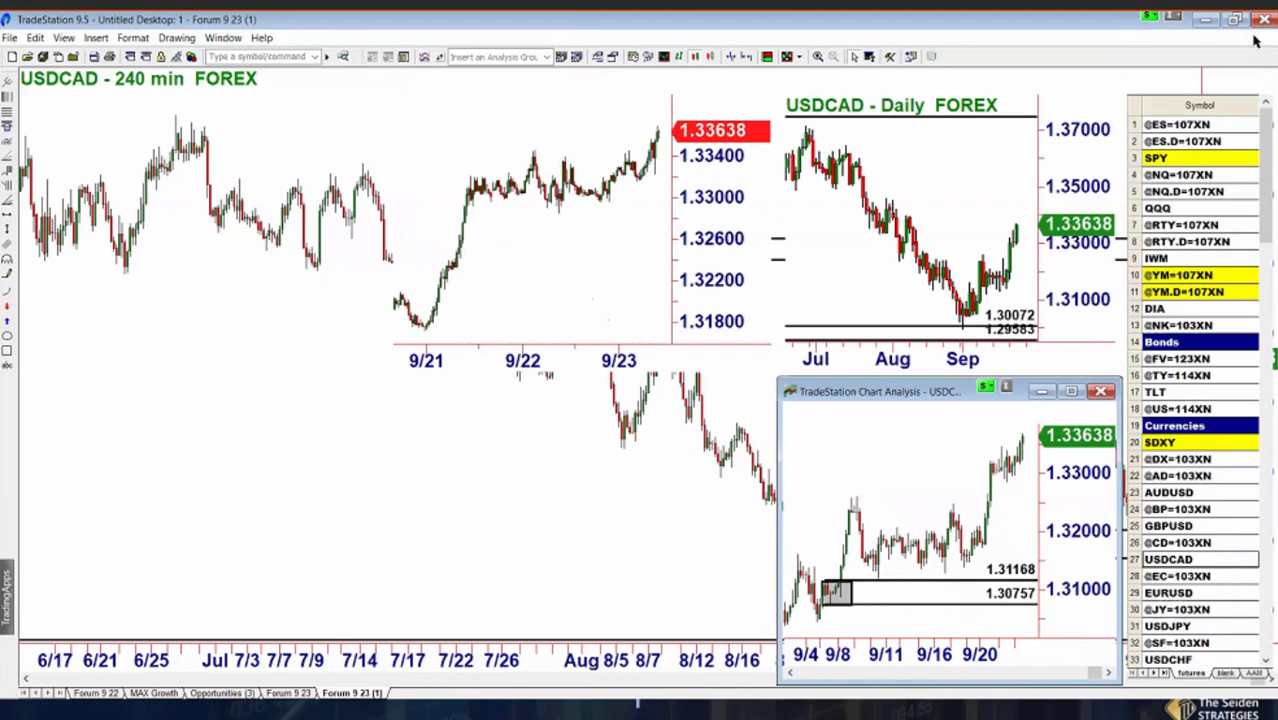 TradeStation 9.5 - Untitled Desktop: 1 - Forum 9 23 (1)
File Edit View Insert Format Drawing Window Help
Type a symbol/command
Insert an Analysis Grou
USDCAD - 240 min FOREX
1.33638
1.33400
1.33000
1.32600
1.32200
1.31800
9/21 9/22 9/23
USDCAD - Daily FOREX
1.37000
1.35000
1.33638
1.33000
1.31000
1.30072
1.29583
Jul Aug Sep
TradeStation Chart Analysis - USDC...
1.33638
1.33000
1.32000
1.31168
1.31000
1.30757
9/4 9/8 9/11 9/16 9/20
6/17 6/21 6/25 Jul 7/3 7/7 7/9 7/14 7/17 7/22 7/26 Aug 8/5 8/7 8/12 8/16
TradingApps
Symbol
1 @ES=107XN
2 @ES.D=107XN
3 SPY
4 @NQ=107XN
5 @NQ.D=107XN
6 QQQ
7 @RTY=107XN
8 @RTY.D=107XN
9 IWM
10 @YM=107XN
11 @YM.D=107XN
12 DIA
13 @NK=103XN
14 Bonds
15 @FV=123XN
16 @TY=114XN
17 TLT
18 @US=114XN
19 Currencies
20 $DXY
21 @DX=103XN
22 @AD=103XN
23 AUDUSD
24 @BP=103XN
25 GBPUSD
26 @CD=103XN
27 USDCAD
28 @EC=103XN
29 EURUSD
30 @JY=103XN
31 USDJPY
32 @SF=103XN
33 USDCHF
futures blank AAII
Forum 9 22 MAX Growth Opportunities (3) Forum 9 23 Forum 9 23 (1)
The Seiden
STRATEGIES